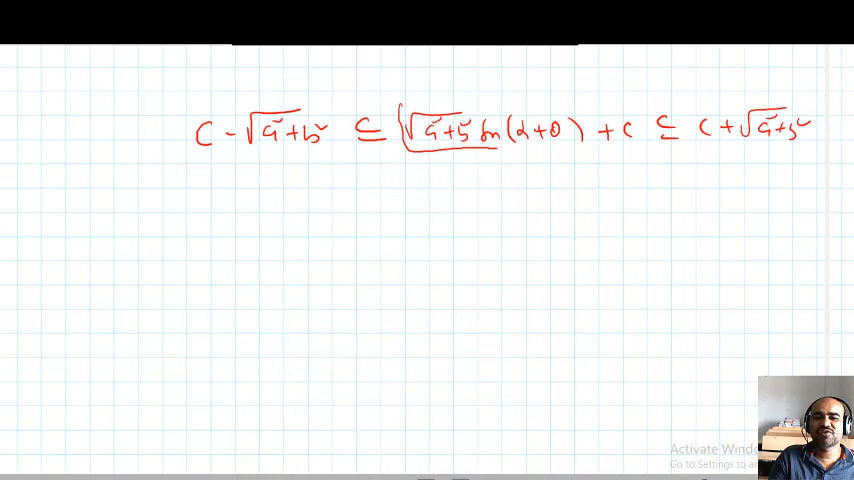 C - √a²+b² ≤ {√a²+b² sin(α+θ) + c ≤ c + √a²+b²
Activate Windo
Go to Settings to a